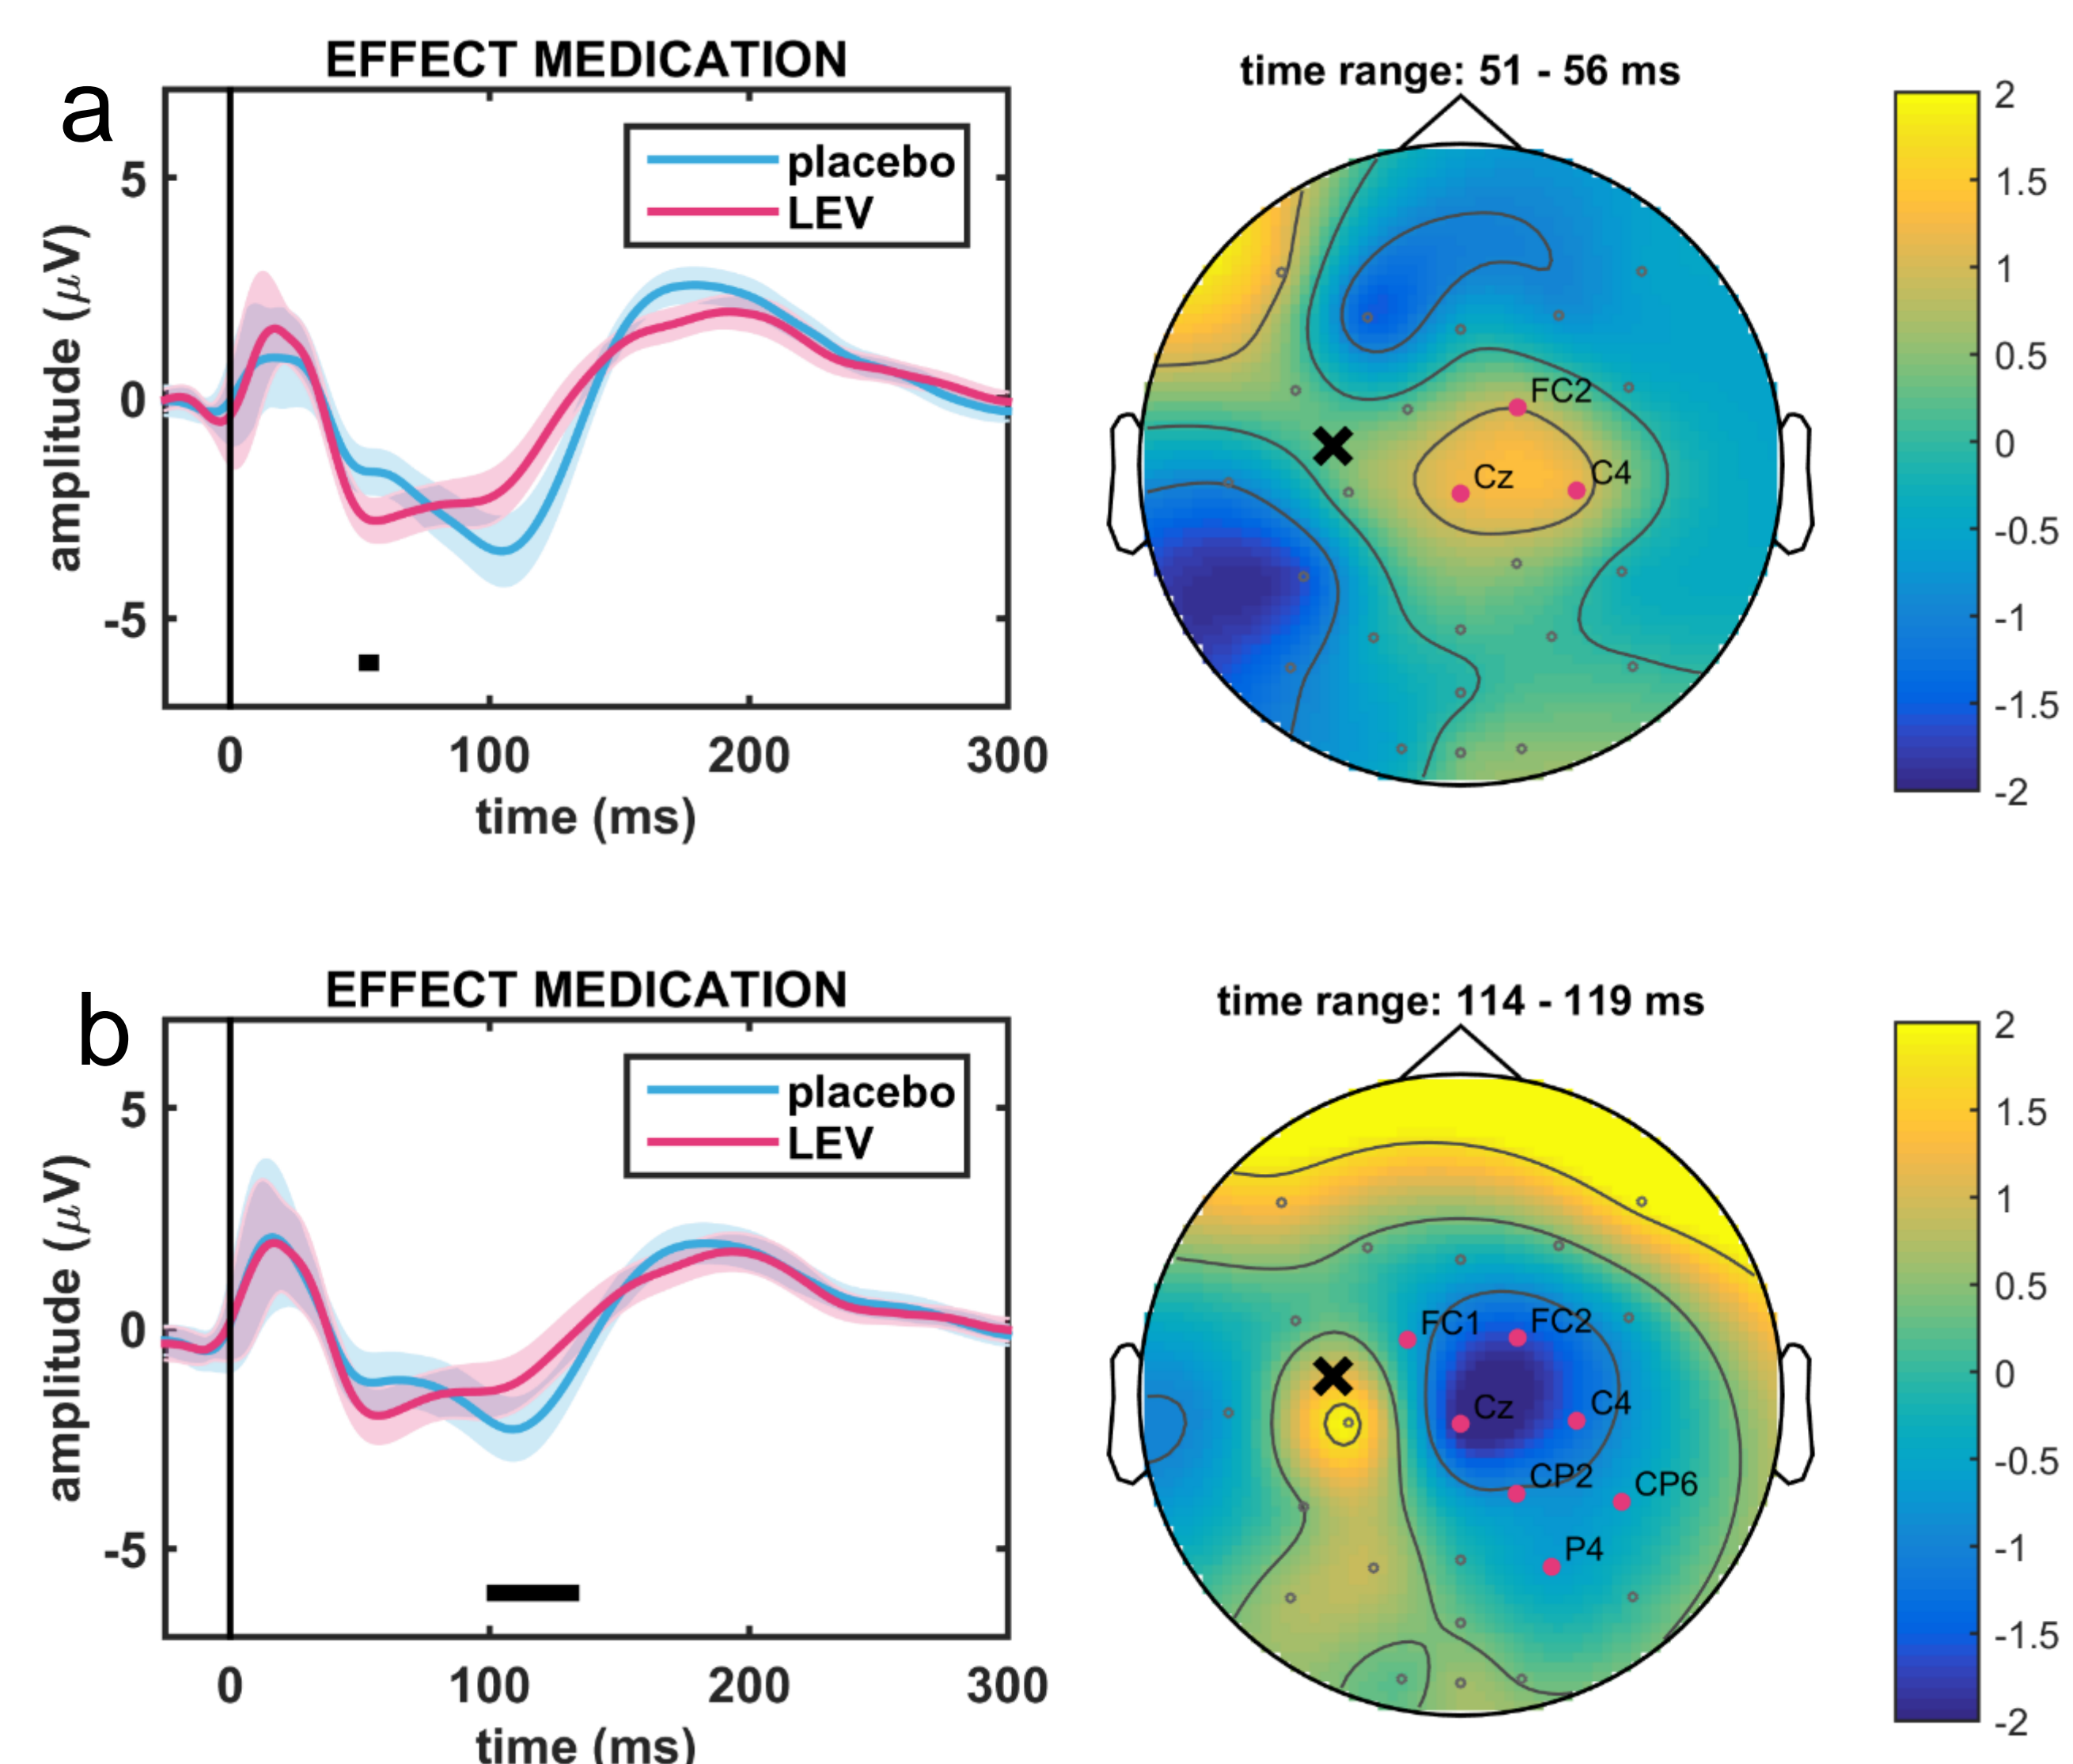 a
EFFECT MEDICATION
placebo
LEV
5
0
-5
amplitude (μV)
0 100 200 300
time (ms)
time range: 51 - 56 ms
FC2
Cz
C4
2
1.5
1
0.5
0
-0.5
-1
-1.5
-2
b
EFFECT MEDICATION
placebo
LEV
5
0
-5
amplitude (μV)
0 100 200 300
time (ms)
time range: 114 - 119 ms
FC1 FC2
Cz C4
CP2 CP6
P4
2
1.5
1
0.5
0
-0.5
-1
-1.5
-2